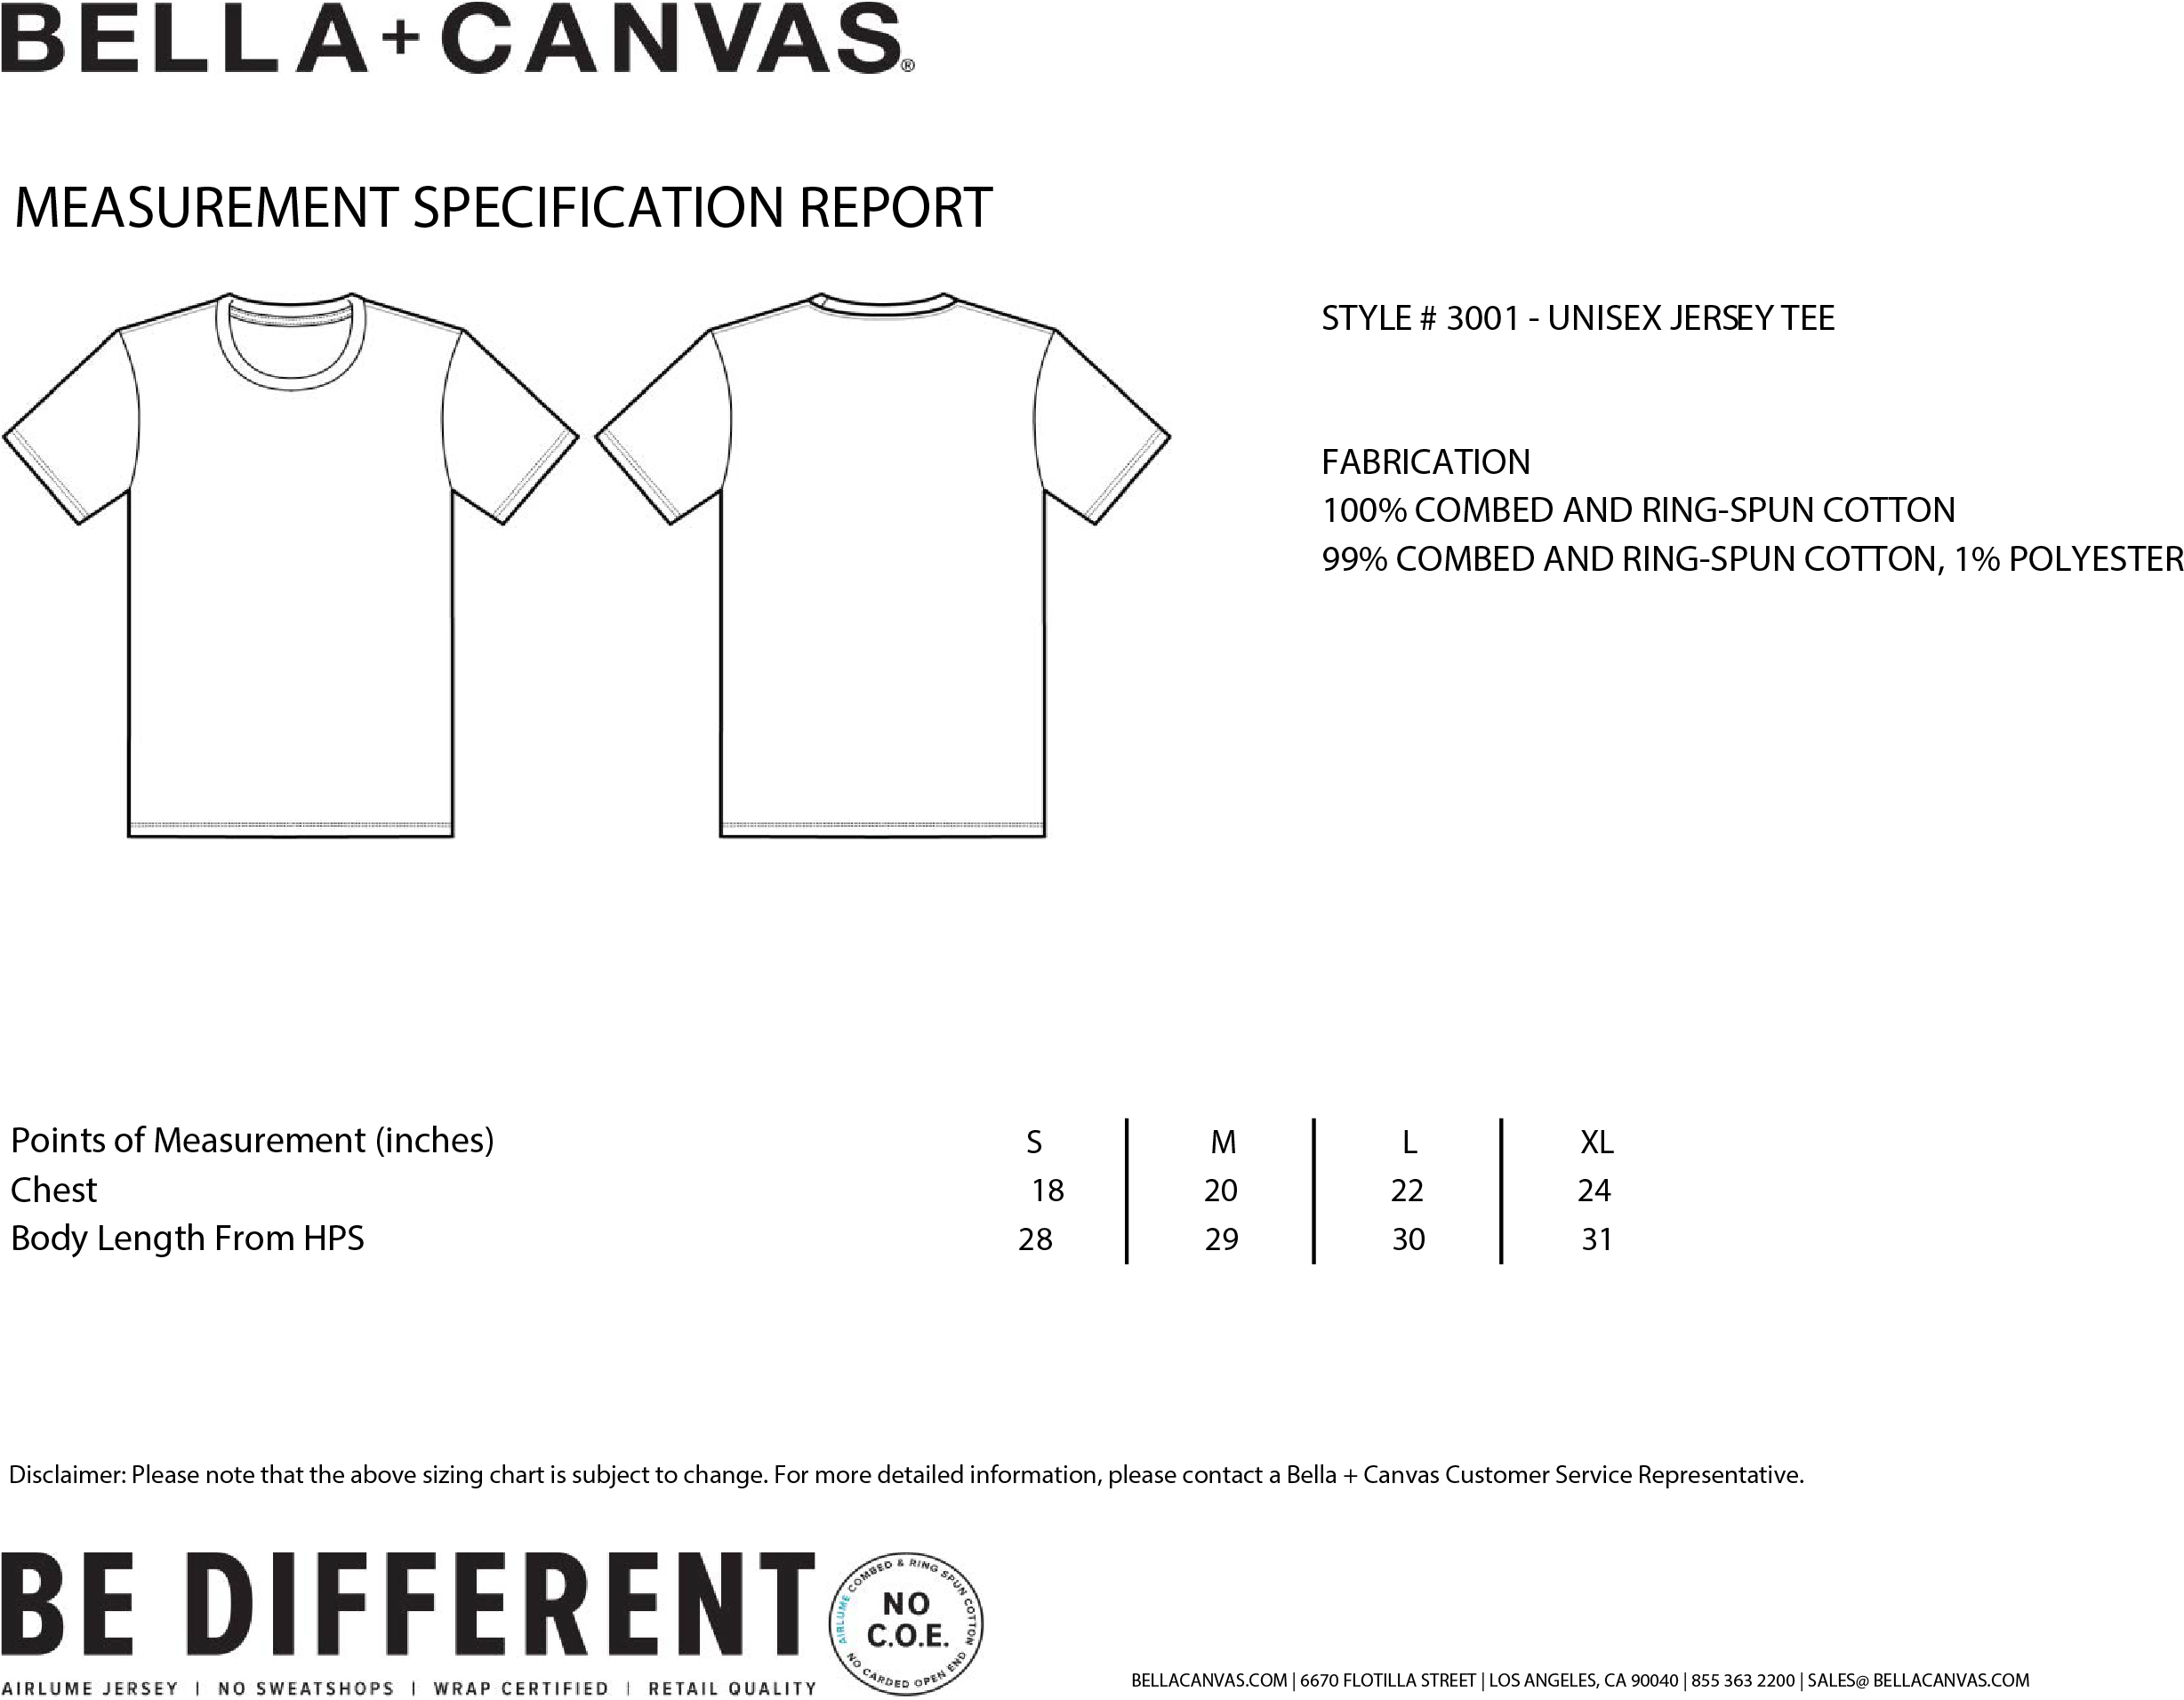 BELLA+CANVAS®
MEASUREMENT SPECIFICATION REPORT
STYLE # 3001 - UNISEX JERSEY TEE
FABRICATION
100% COMBED AND RING-SPUN COTTON
99% COMBED AND RING-SPUN COTTON, 1% POLYESTER
Points of Measurement (inches) S M L XL
Chest 18 20 22 24
Body Length From HPS 28 29 30 31
Disclaimer: Please note that the above sizing chart is subject to change. For more detailed information, please contact a Bella + Canvas Customer Service Representative.
BE DIFFERENT
AIRLUME JERSEY | NO SWEATSHOPS | WRAP CERTIFIED | RETAIL QUALITY
AIRLUME COMBED & RING SPUN COTTON
NO
C.O.E.
NO CARDED OPEN END
BELLACANVAS.COM | 6670 FLOTILLA STREET | LOS ANGELES, CA 90040 | 855 363 2200 | SALES@ BELLACANVAS.COM